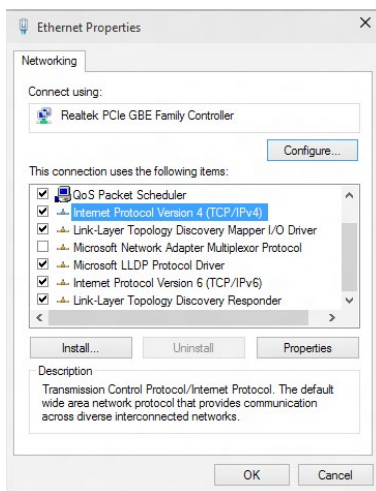 Ethernet Properties
Networking
Connect using:
Realtek PCIe GBE Family Controller
Configure...
This connection uses the following items:
QoS Packet Scheduler
Internet Protocol Version 4 (TCP/IPv4)
Link-Layer Topology Discovery Mapper I/O Driver
Microsoft Network Adapter Multiplexor Protocol
Microsoft LLDP Protocol Driver
Internet Protocol Version 6 (TCP/IPv6)
Link-Layer Topology Discovery Responder
Install... Uninstall Properties
Description
Transmission Control Protocol/Internet Protocol. The default
wide area network protocol that provides communication
across diverse interconnected networks.
OK Cancel